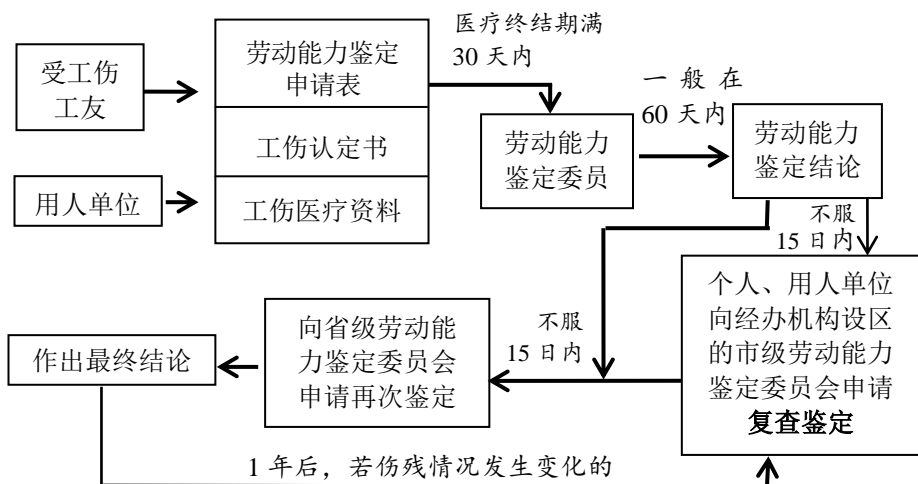 受工伤
工友
用人单位
劳动能力鉴定
申请表
工伤认定书
工伤医疗资料
医疗终结期满
30 天内
劳动能力
鉴定委员
一 般 在
60 天内
劳动能力
鉴定结论
不服
15 日内
个人、用人单位
向经办机构设区
的市级劳动能力
鉴定委员会申请
复查鉴定
不服
15 日内
向省级劳动能
力鉴定委员会
申请再次鉴定
作出最终结论
1 年后，若伤残情况发生变化的